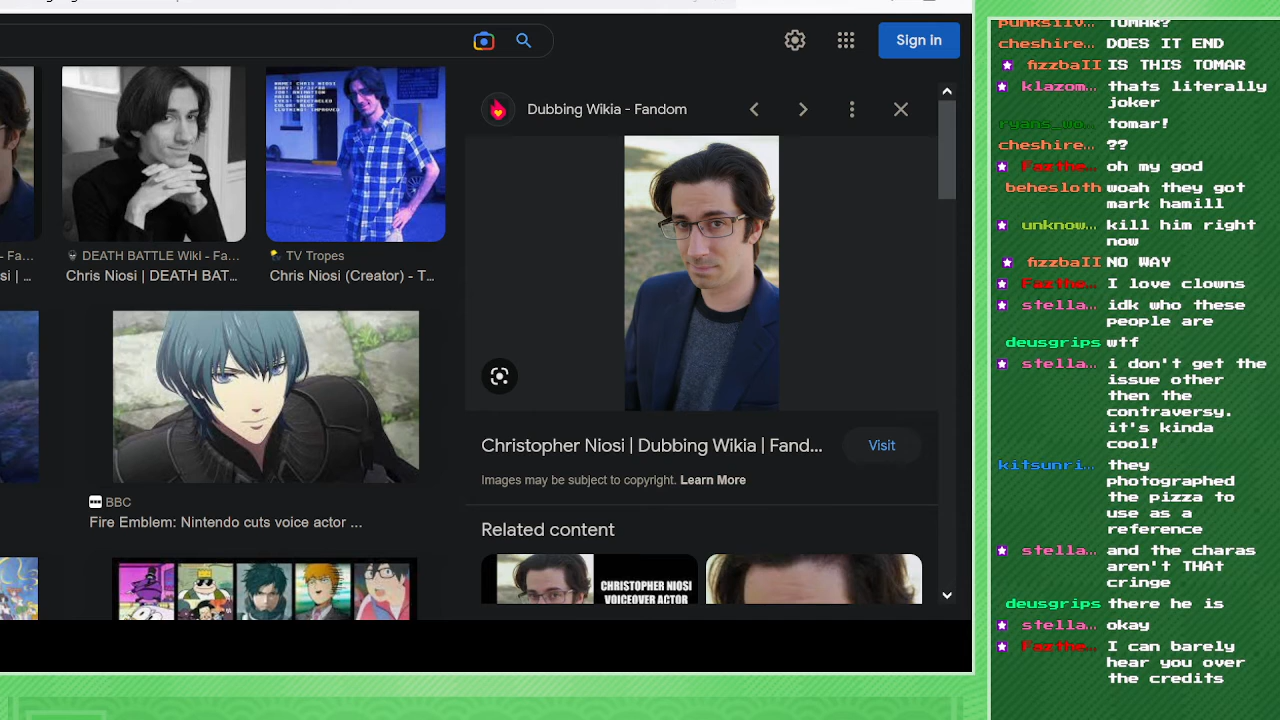 Sign in
Dubbing Wikia - Fandom
DEATH BATTLE Wiki - Fa...
Chris Niosi | DEATH BAT...
TV Tropes
Chris Niosi (Creator) - T...
Christopher Niosi | Dubbing Wikia | Fand...
Visit
Images may be subject to copyright. Learn More
BBC
Fire Emblem: Nintendo cuts voice actor ...
Related content
CHRISTOPHER NIOSI
VOICEOVER ACTOR
TOMAR?
cheshire… DOES IT END
fizzbaII IS THIS TOMAR
klazom… thats literally
joker
ryans_wo… tomar!
cheshire… ??
Fazthe… oh my god
behesloth woah they got
mark hamill
unknow… kill him right
now
fizzbaII NO WAY
Fazthe… I love clowns
stella… idk who these
people are
deusgrips wtf
stella… i don't get the
issue other
then the
contraversy.
it's kinda
cool!
kitsunri… they
photographed
the pizza to
use as a
reference
stella… and the charas
aren't THAt
cringe
deusgrips there he is
stella… okay
Fazthe… I can barely
hear you over
the credits